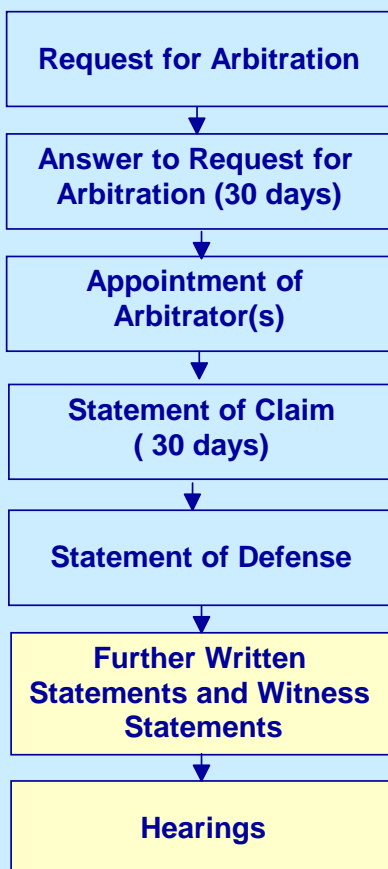 Request for Arbitration
Answer to Request for
Arbitration (30 days)
Appointment of
Arbitrator(s)
Statement of Claim
( 30 days)
Statement of Defense
Further Written
Statements and Witness
Statements
Hearings